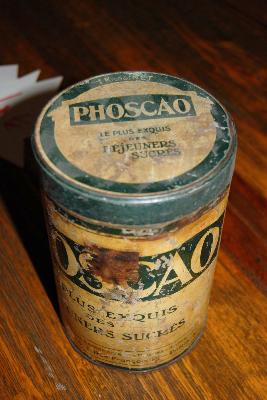 PHOSCAO
LE PLUS EXQUIS
DES
DÉJEUNERS
SUCRÉS
OSCAO
PLUS EXQUIS
DES
NERS SUCRÉS